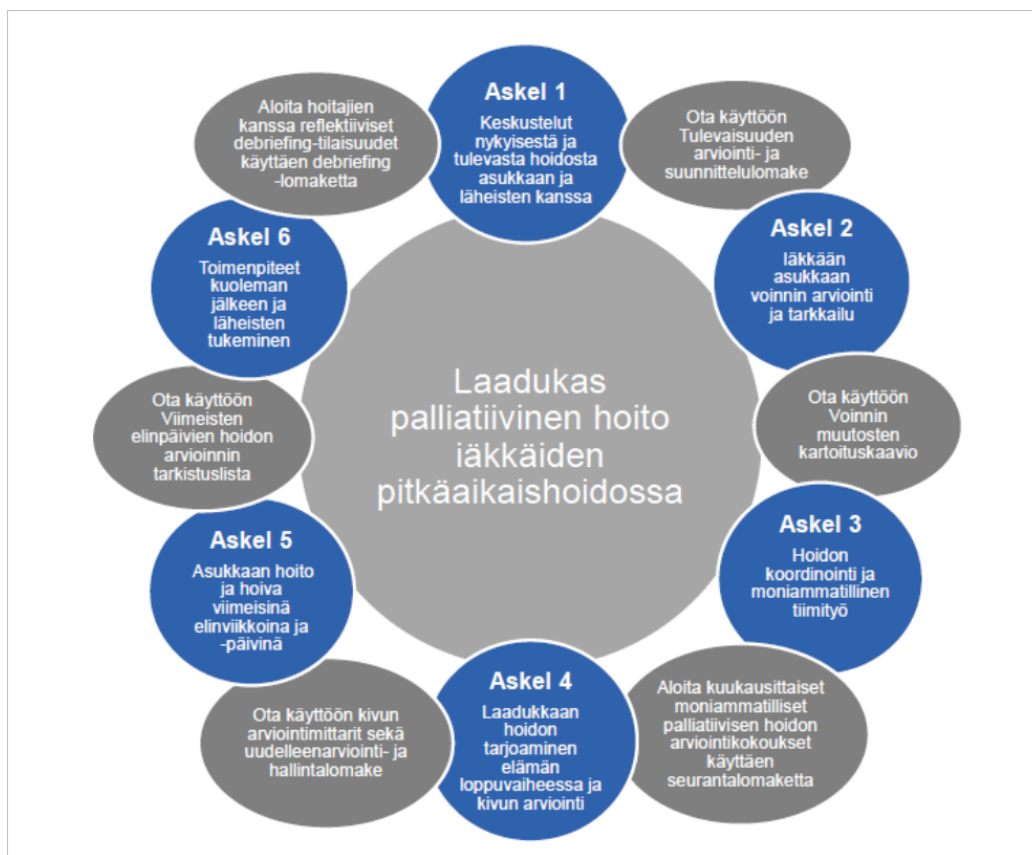 Askel 1
Keskustelut
nykyisestä ja
tulevasta hoidosta
asukkaan ja
läheisten kanssa
Ota käyttöön
Tulevaisuuden
arviointi- ja
suunnittelulomake
Askel 2
Iäkkään
asukkaan
voinnin arviointi
ja tarkkailu
Ota käyttöön
Voinnin
muutosten
kartoituskaavio
Askel 3
Hoidon
koordinointi ja
moniammatillinen
tiimityö
Aloita kuukausittaiset
moniammatilliset
palliatiivisen hoidon
arviointikokoukset
käyttäen
seurantalomaketta
Askel 4
Laadukkaan
hoidon
tarjoaminen
elämän
loppuvaiheessa ja
kivun arviointi
Ota käyttöön kivun
arviointimittarit sekä
uudelleenarviointi- ja
hallintalomake
Askel 5
Asukkaan hoito
ja hoiva
viimeisinä
elinviikkoina ja
-päivinä
Ota käyttöön
Viimeisten
elinpäivien hoidon
arvioinnin
tarkistuslista
Askel 6
Toimenpiteet
kuoleman
jälkeen ja
läheisten
tukeminen
Aloita hoitajien
kanssa reflektiiviset
debriefing-tilaisuudet
käyttäen debriefing
-lomaketta
Laadukas
palliatiivinen hoito
iäkkäiden
pitkäaikaishoidossa